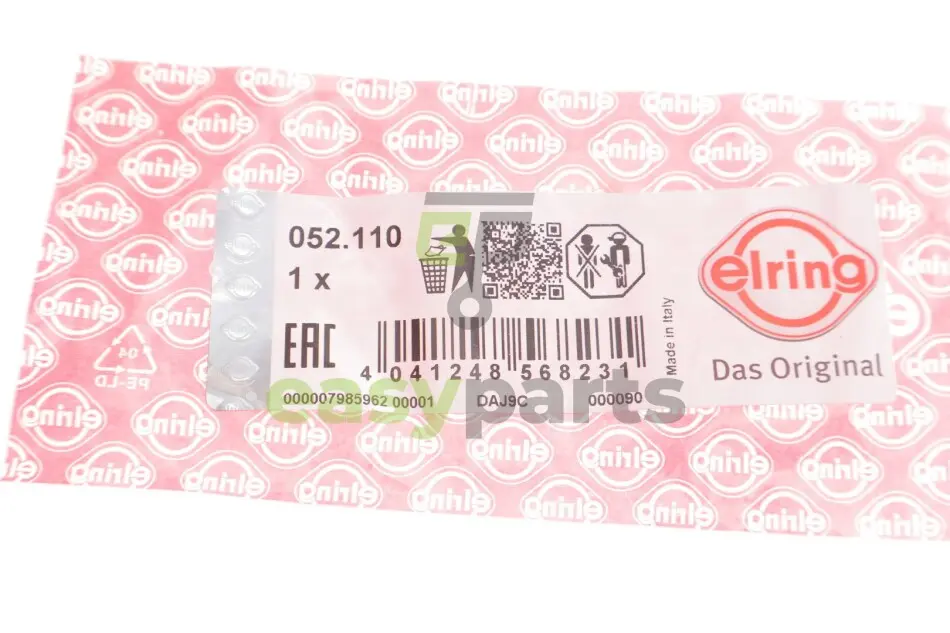 052.110
1 x
EAC
4 041248 568231
000007985962 00001 DAJ9C 000090
Made in Italy
elring
Das Original
easyparts
04
PE-LD